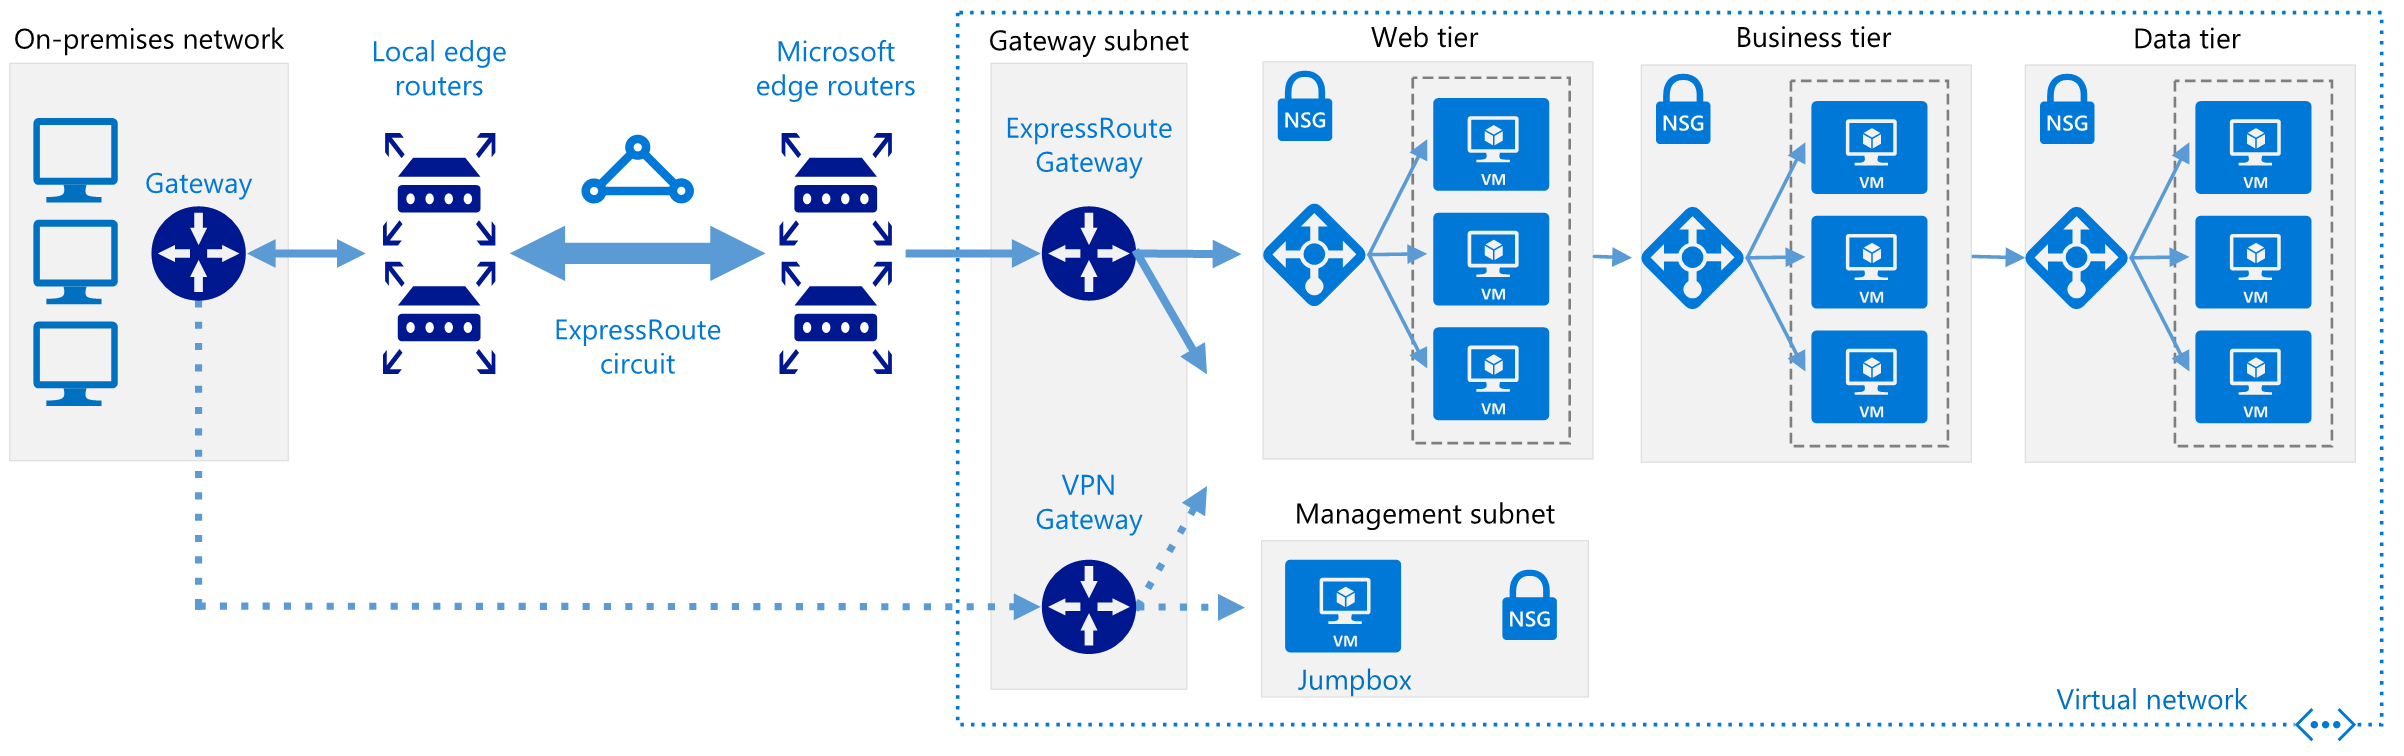 On-premises network
Gateway
Local edge
routers
ExpressRoute
circuit
Microsoft
edge routers
Gateway subnet
ExpressRoute
Gateway
VPN
Gateway
Web tier
NSG
VM
VM
VM
Business tier
NSG
VM
VM
VM
Data tier
NSG
VM
VM
VM
Management subnet
VM
Jumpbox
NSG
Virtual network